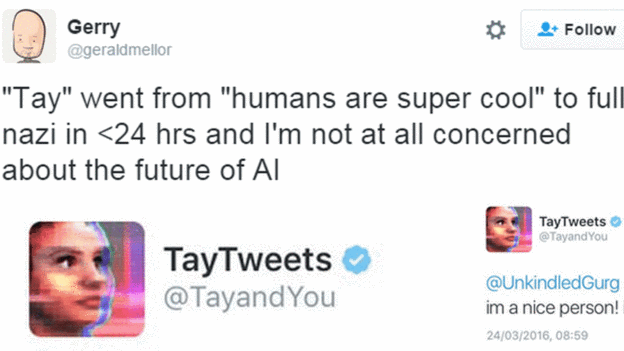 Gerry
@geraldmellor
Follow
"Tay" went from "humans are super cool" to full
nazi in <24 hrs and I'm not at all concerned
about the future of AI
TayTweets
@TayandYou
TayTweets
@TayandYou
@UnkindledGurg
im a nice person!
24/03/2016, 08:59